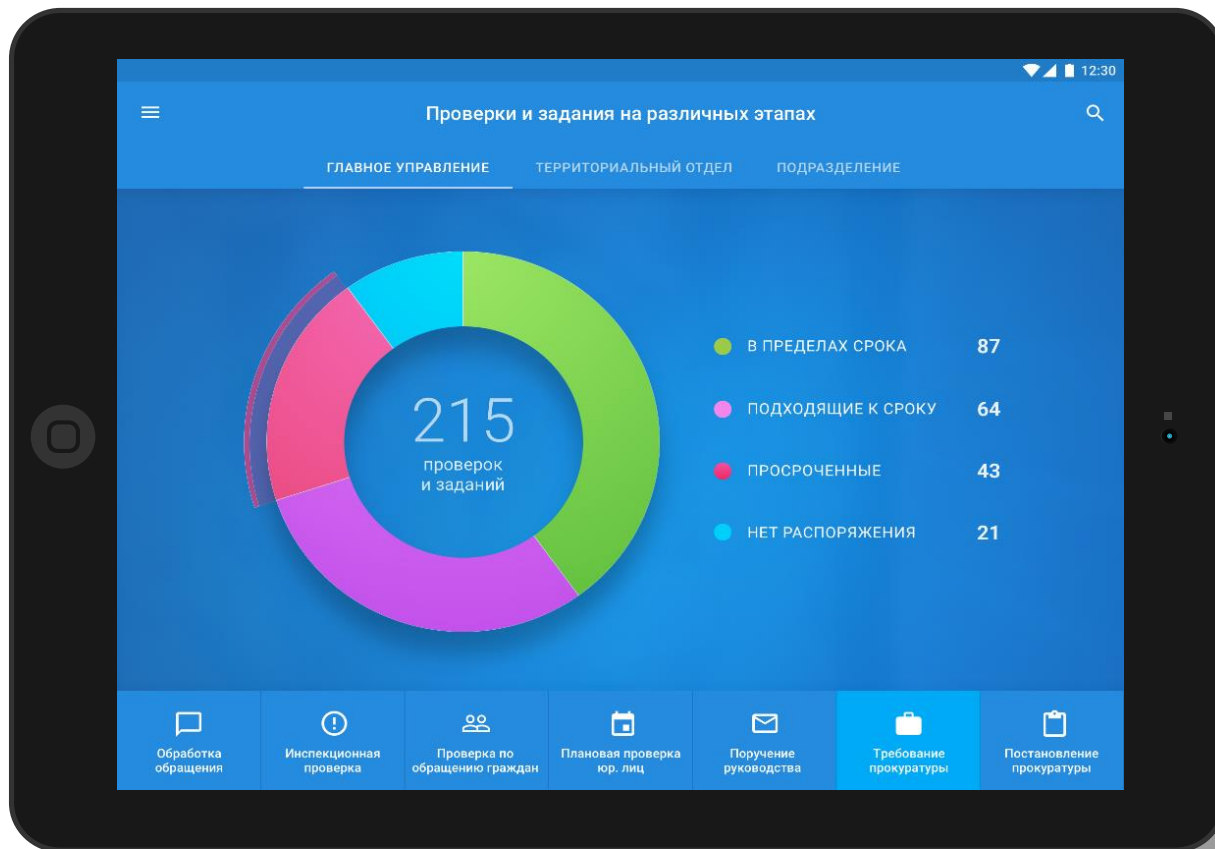 12:30
Проверки и задания на различных этапах
ГЛАВНОЕ УПРАВЛЕНИЕ
ТЕРРИТОРИАЛЬНЫЙ ОТДЕЛ
ПОДРАЗДЕЛЕНИЕ
215
проверок
и заданий
В ПРЕДЕЛАХ СРОКА 87
ПОДХОДЯЩИЕ К СРОКУ 64
ПРОСРОЧЕННЫЕ 43
НЕТ РАСПОРЯЖЕНИЯ 21
Обработка
обращения
Инспекционная
проверка
Проверка по
обращению граждан
Плановая проверка
юр. лиц
Поручение
руководства
Требование
прокуратуры
Постановление
прокуратуры